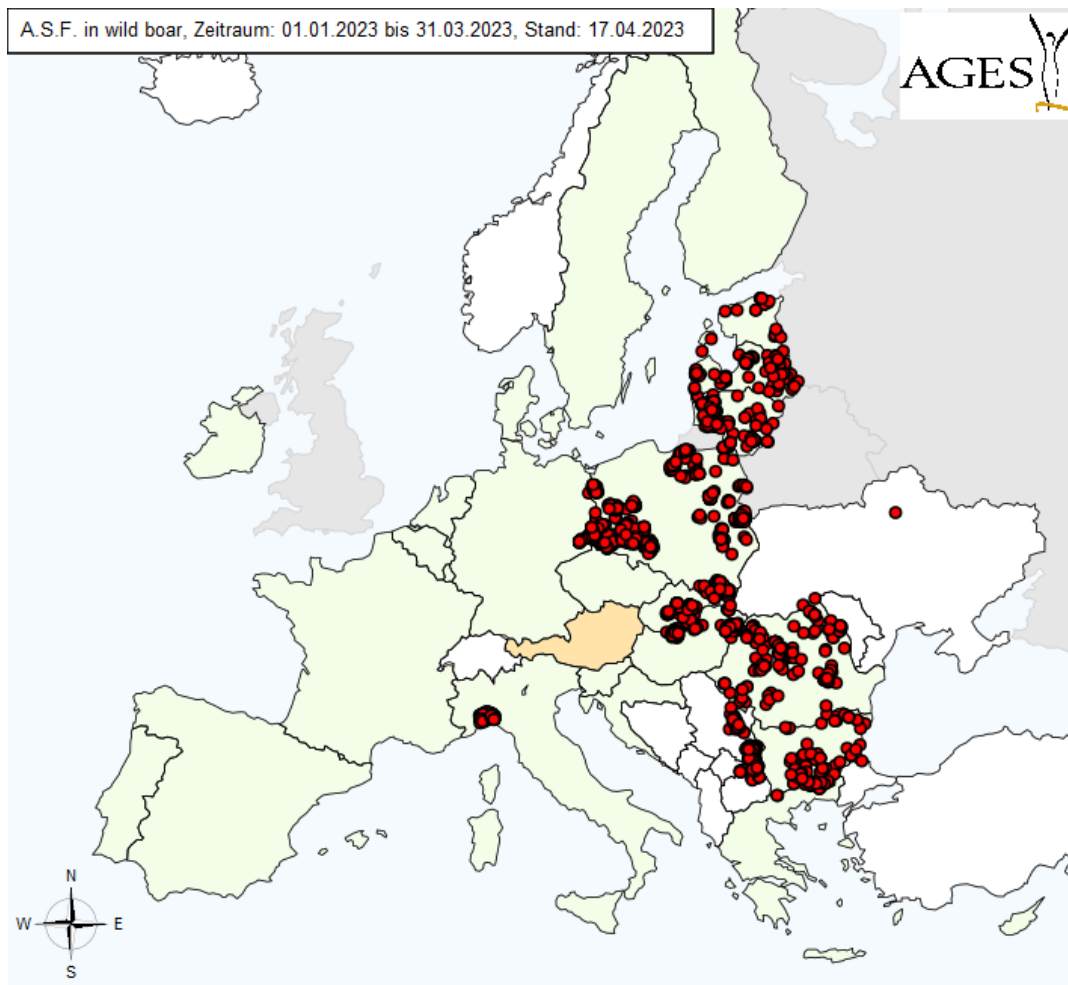 A.S.F. in wild boar, Zeitraum: 01.01.2023 bis 31.03.2023, Stand: 17.04.2023
AGES
N
W E
S